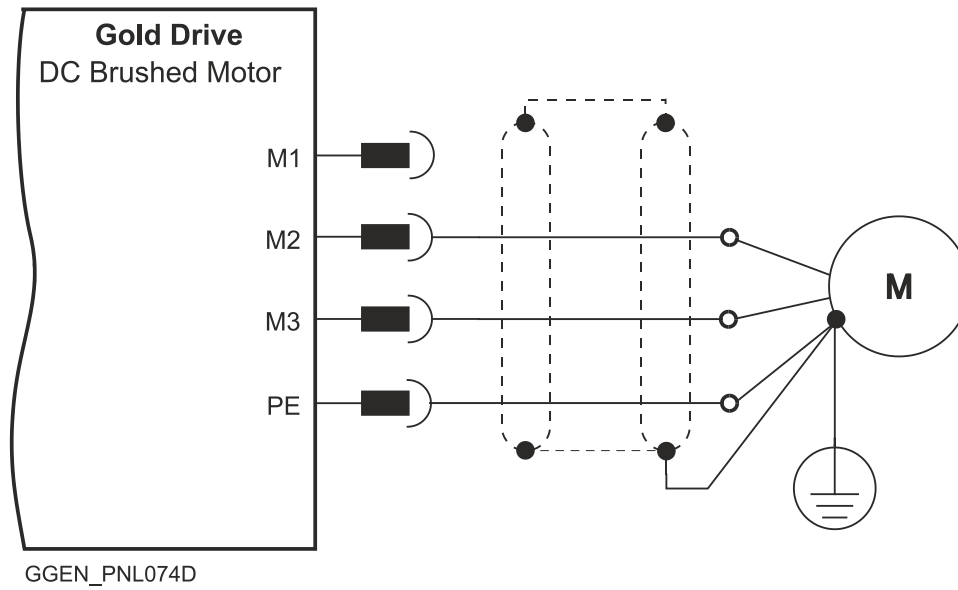 Gold Drive
DC Brushed Motor
M1
M2
M3
PE
M
GGEN_PNL074D